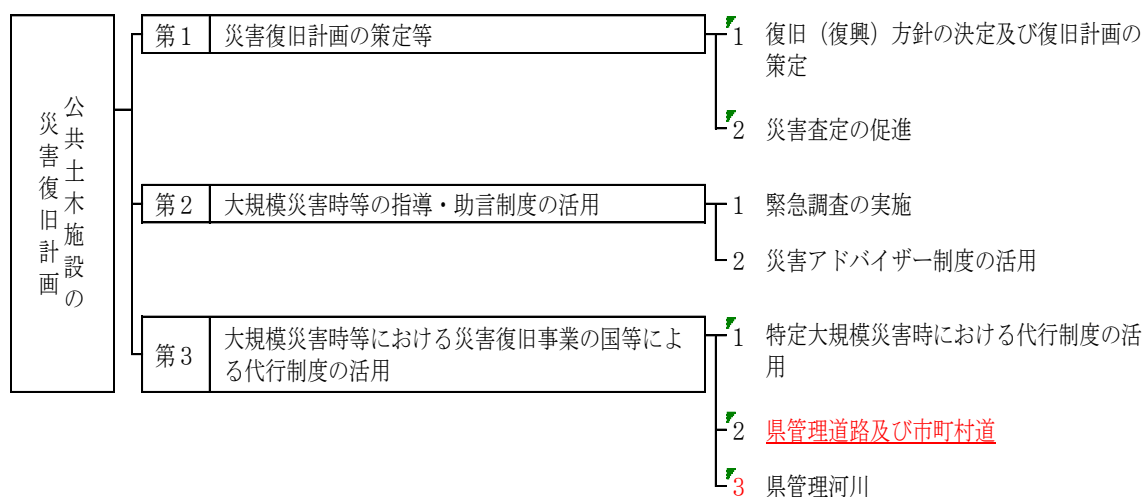 公共土木施設の
災害復旧計画
第1 災害復旧計画の策定等
1 復旧(復興)方針の決定及び復旧計画の
策定
2 災害査定の促進
第2 大規模災害時等の指導・助言制度の活用
1 緊急調査の実施
2 災害アドバイザー制度の活用
第3 大規模災害時等における災害復旧事業の国等によ
る代行制度の活用
1 特定大規模災害時における代行制度の活
用
2 県管理道路及び市町村道
3 県管理河川